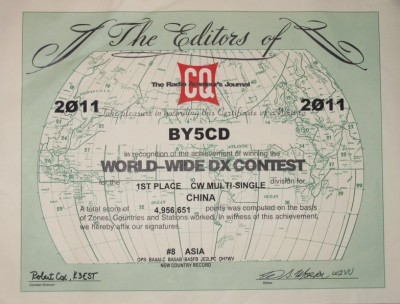 The Editors of
CQ
The Radio Amateur's Journal
2011 2011
Take pleasure in awarding this Certificate of Merit to
BY5CD
in recognition of the achievement of winning the
WORLD-WIDE DX CONTEST
for the 1ST PLACE CW MULTI-SINGLE division for
CHINA
A total score of 4,956,651 points was computed on the basis
of Zones, Countries and Stations worked. In witness of this achievement,
we hereby affix our signatures.
#8 ASIA
NEW COUNTRY RECORD
Robert Cox, K3EST
Editor